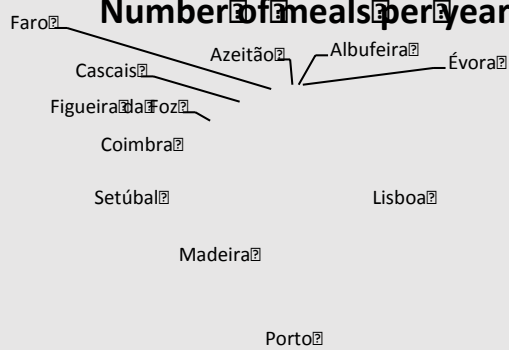 Number of meals per year
Faro
Azeitão
Albufeira
Évora
Cascais
Figueira da Foz
Coimbra
Setúbal
Lisboa
Madeira
Porto